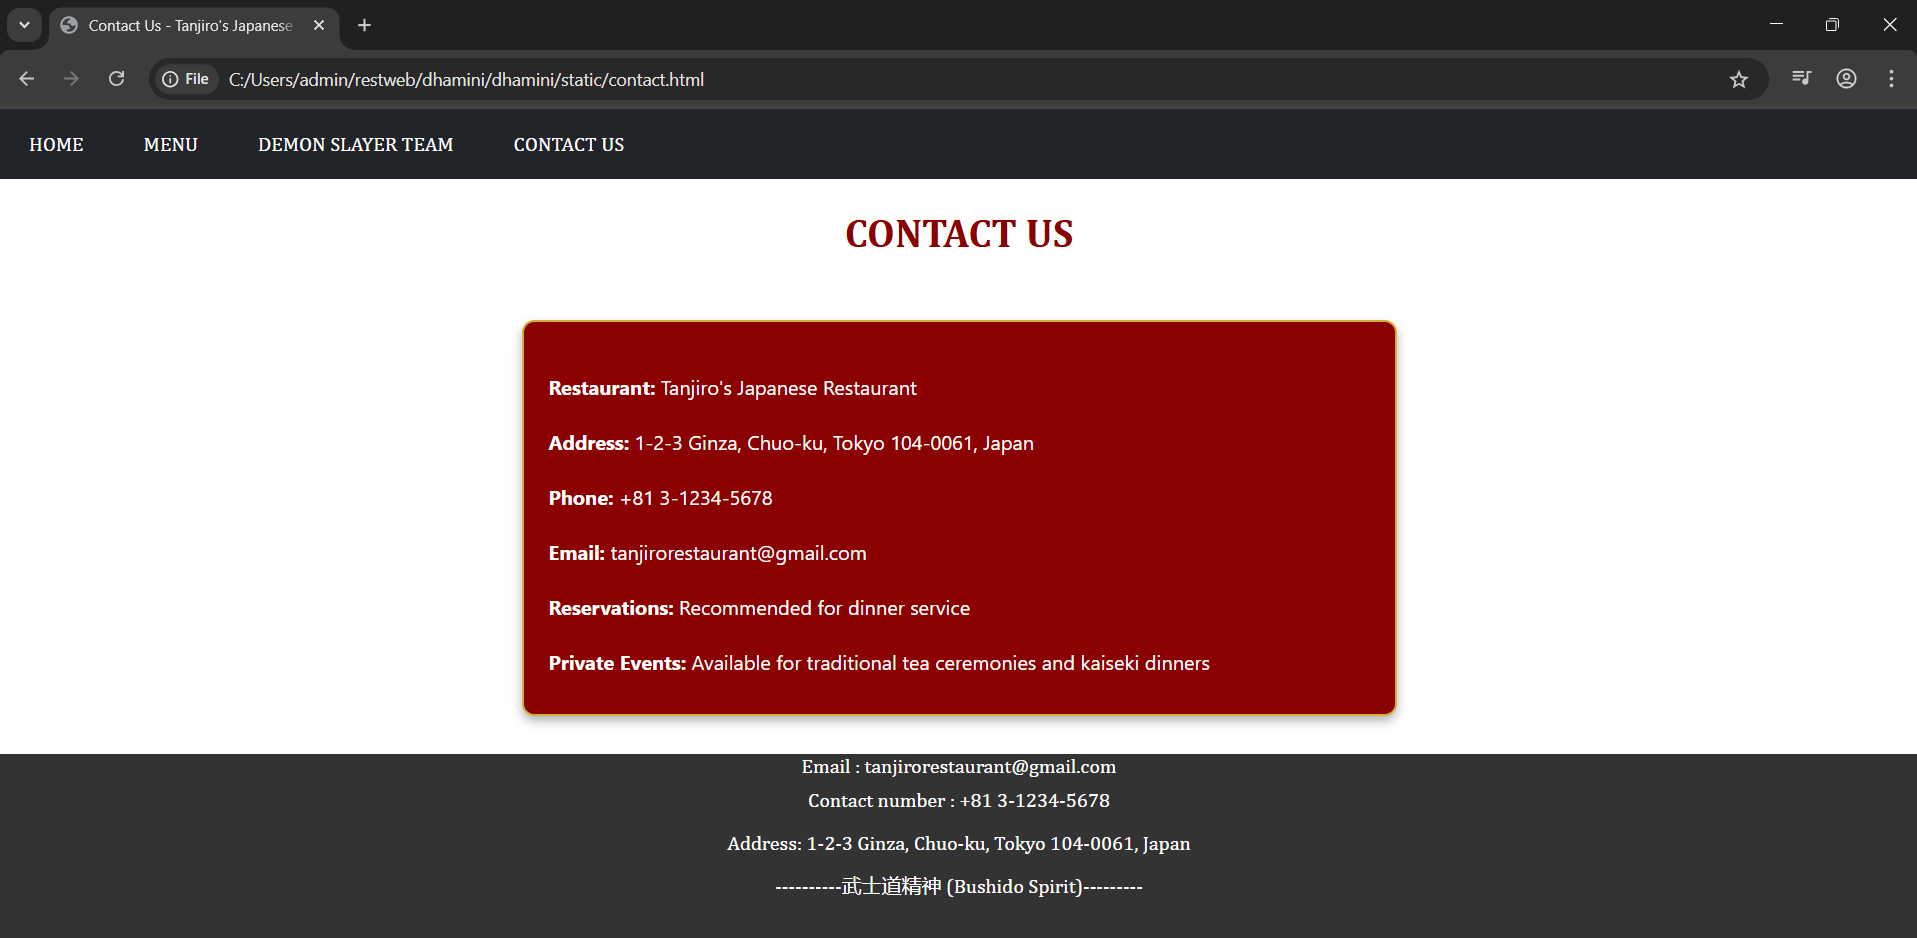 Contact Us - Tanjiro's Japanese
File C:/Users/admin/restweb/dhamini/dhamini/static/contact.html
HOME MENU DEMON SLAYER TEAM CONTACT US
CONTACT US
Restaurant: Tanjiro's Japanese Restaurant
Address: 1-2-3 Ginza, Chuo-ku, Tokyo 104-0061, Japan
Phone: +81 3-1234-5678
Email: tanjirorestaurant@gmail.com
Reservations: Recommended for dinner service
Private Events: Available for traditional tea ceremonies and kaiseki dinners
Email : tanjirorestaurant@gmail.com
Contact number : +81 3-1234-5678
Address: 1-2-3 Ginza, Chuo-ku, Tokyo 104-0061, Japan
----------武士道精神 (Bushido Spirit)---------